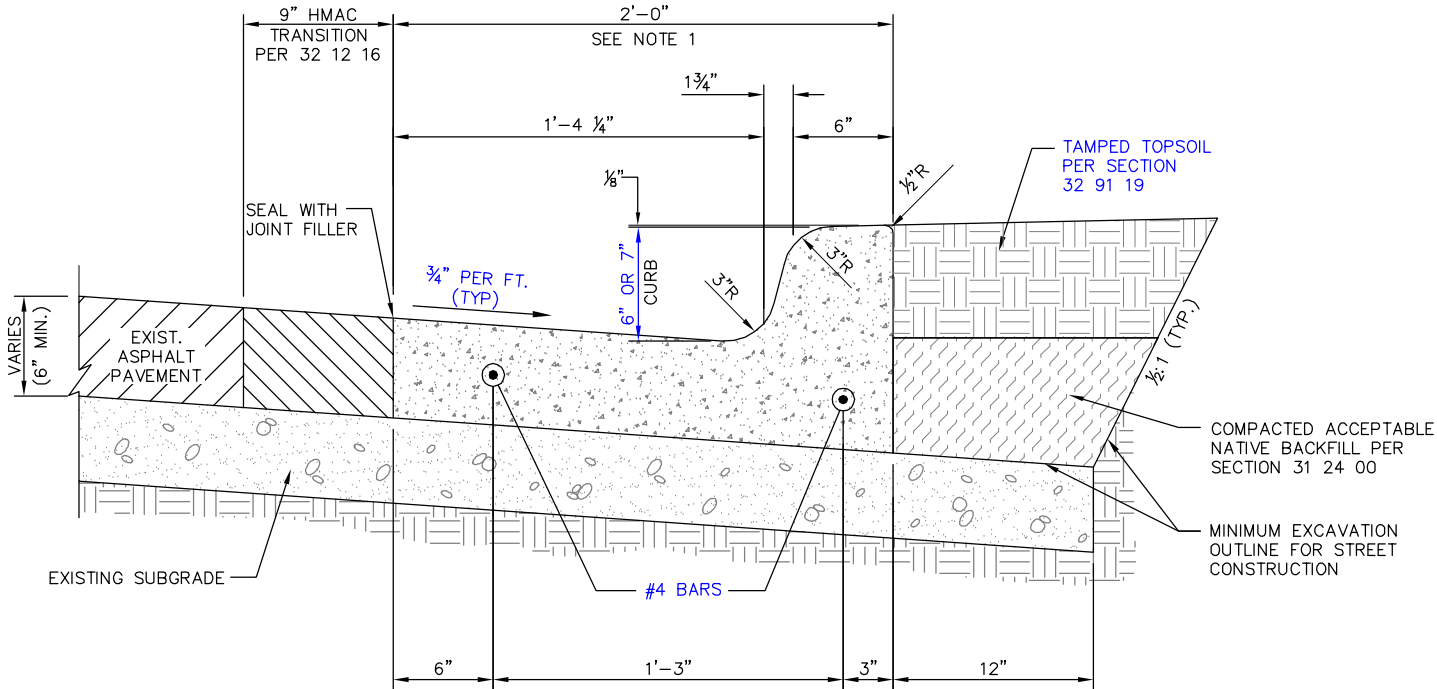 9” HMAC
TRANSITION
PER 32 12 16
2’-0”
SEE NOTE 1
1¾”
1’-4 ¼”
6”
TAMPED TOPSOIL
PER SECTION
32 91 19
⅛”
½”R
SEAL WITH
JOINT FILLER
¾” PER FT.
(TYP)
6” OR 7”
CURB
3”R
3”R
VARIES
(6” MIN.)
EXIST.
ASPHALT
PAVEMENT
½:1 (TYP.)
COMPACTED ACCEPTABLE
NATIVE BACKFILL PER
SECTION 31 24 00
MINIMUM EXCAVATION
OUTLINE FOR STREET
CONSTRUCTION
EXISTING SUBGRADE
#4 BARS
6”
1’-3”
3”
12”